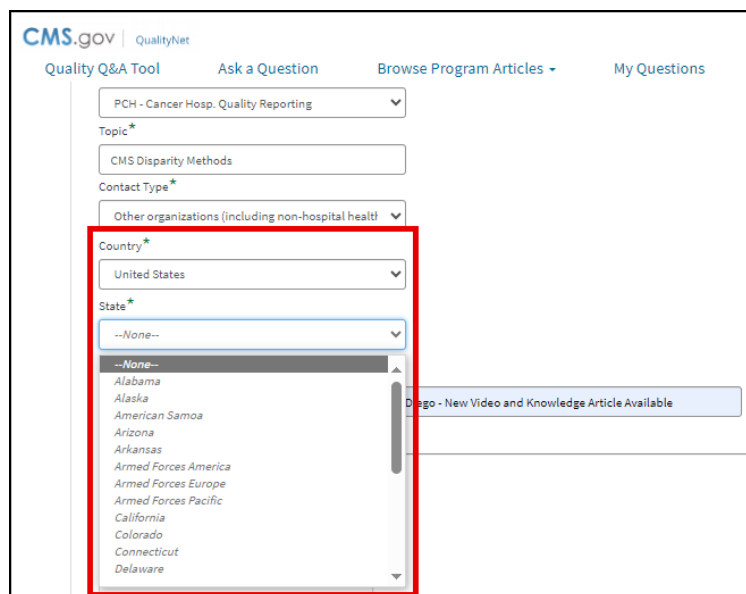 CMS.gov | QualityNet
Quality Q&A Tool Ask a Question Browse Program Articles My Questions
PCH - Cancer Hosp. Quality Reporting
Topic*
CMS Disparity Methods
Contact Type*
Other organizations (including non-hospital healt
Country*
United States
State*
--None--
--None--
Alabama
Alaska
American Samoa
Diego - New Video and Knowledge Article Available
Arizona
Arkansas
Armed Forces America
Armed Forces Europe
Armed Forces Pacific
California
Colorado
Connecticut
Delaware